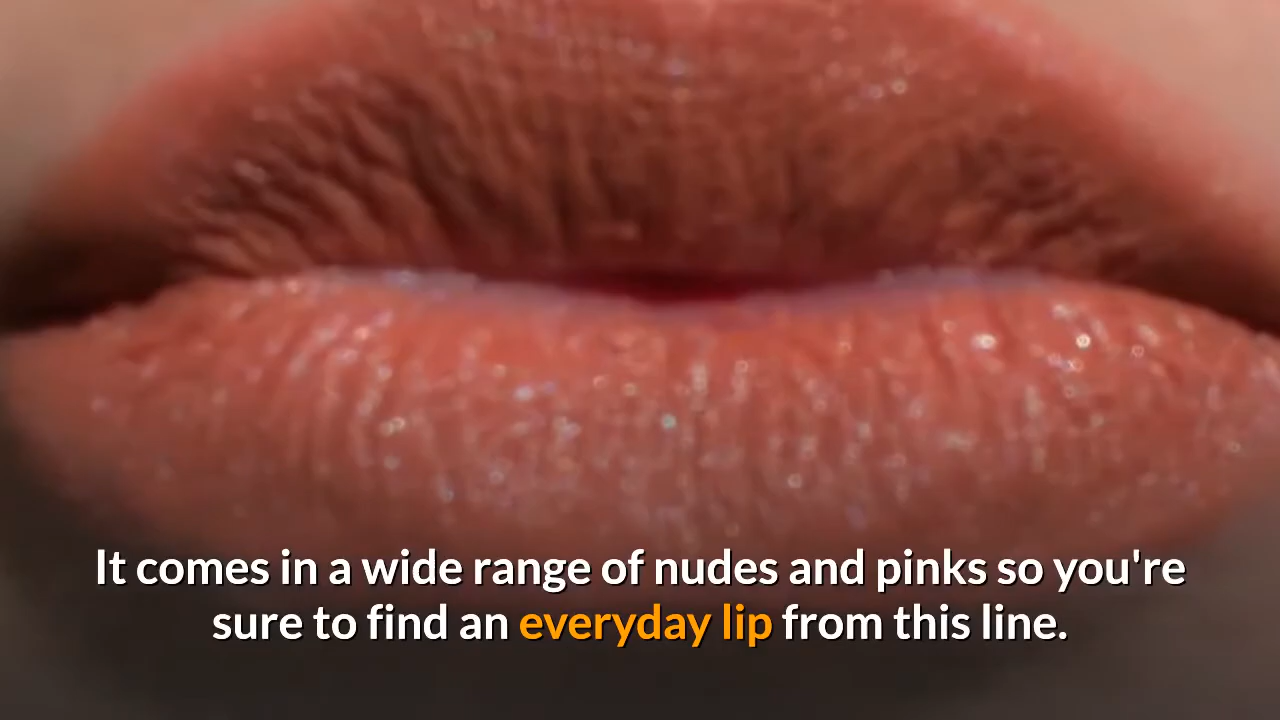 It comes in a wide range of nudes and pinks so you're
sure to find an everyday lip from this line.